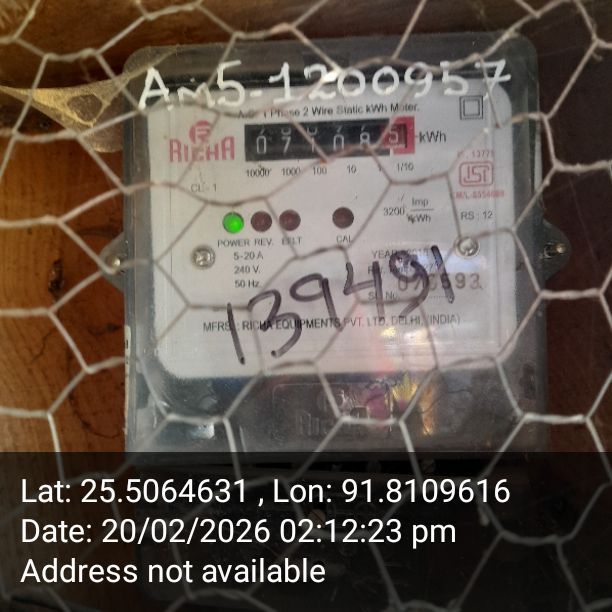 Am5-1200957
1 Phase 2 Wire Static kWh Meter.
RICHA
kWh
10000 1000 100 10 1 1/10
CL-1
ISI
3200 Imp/kWh
RS : 12
POWER REV. E/LT CAL
5-20 A
240 V.
50 Hz
139491
MFRS. : RICHA EQUIPMENTS PVT. LTD. DELHI, (INDIA)
Lat: 25.5064631 , Lon: 91.8109616
Date: 20/02/2026 02:12:23 pm
Address not available